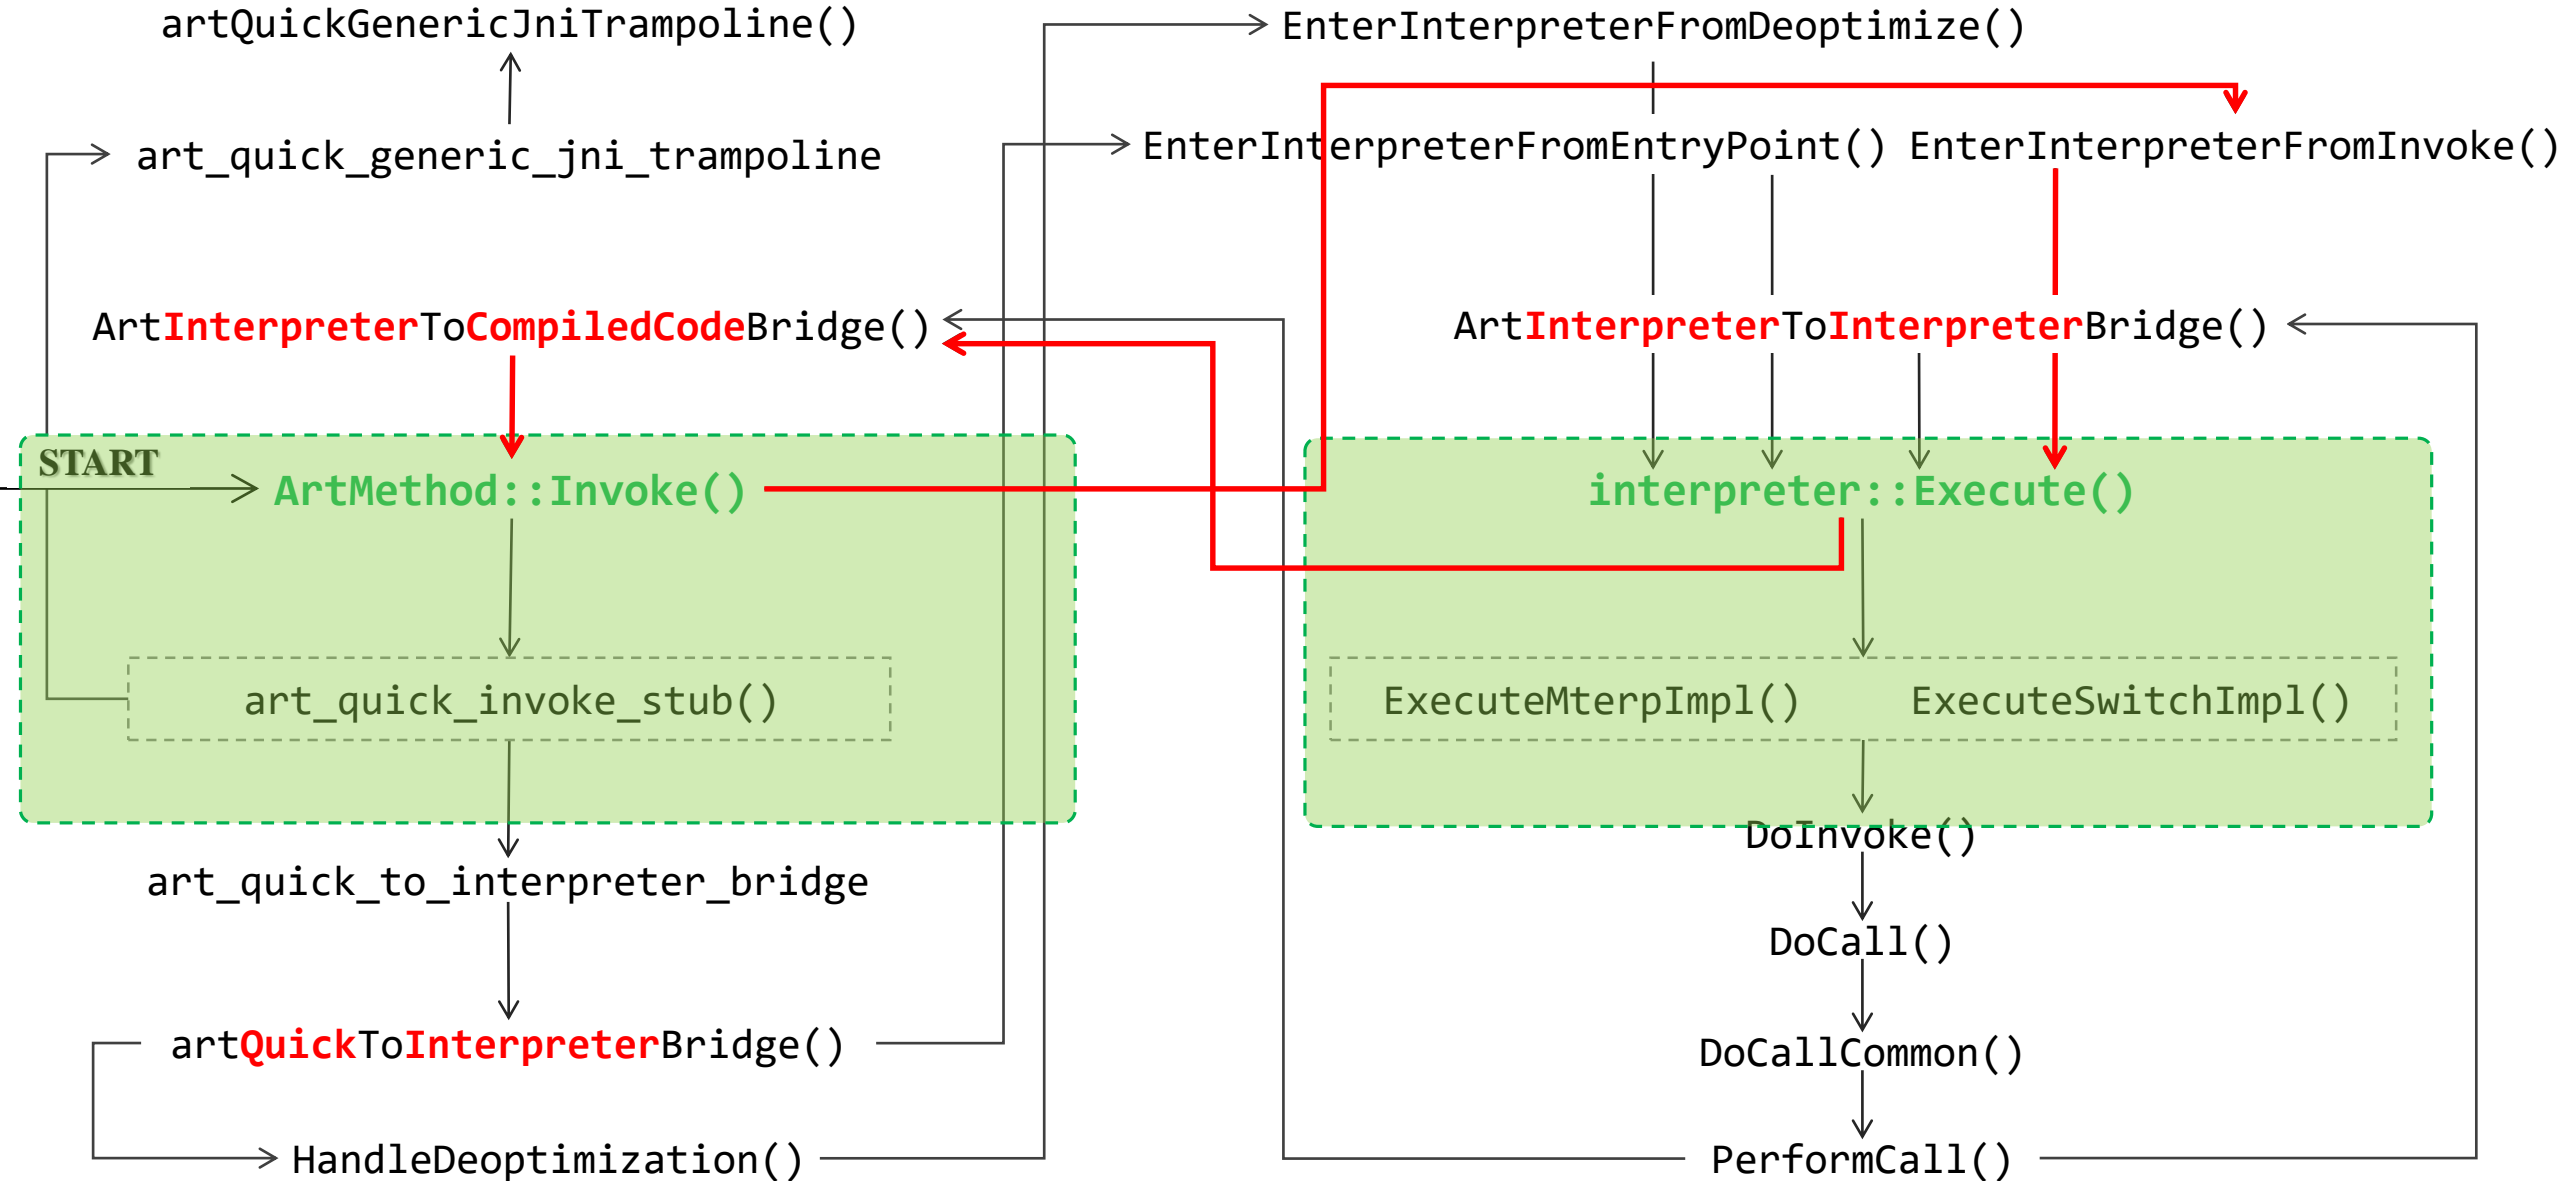 artQuickGenericJniTrampoline()
EnterInterpreterFromDeoptimize()
art_quick_generic_jni_trampoline
EnterInterpreterFromEntryPoint()
EnterInterpreterFromInvoke()
ArtInterpreterToCompiledCodeBridge()
ArtInterpreterToInterpreterBridge()
START
ArtMethod::Invoke()
interpreter::Execute()
art_quick_invoke_stub()
ExecuteMterpImpl()
ExecuteSwitchImpl()
DoInvoke()
art_quick_to_interpreter_bridge
DoCall()
artQuickToInterpreterBridge()
DoCallCommon()
HandleDeoptimization()
PerformCall()